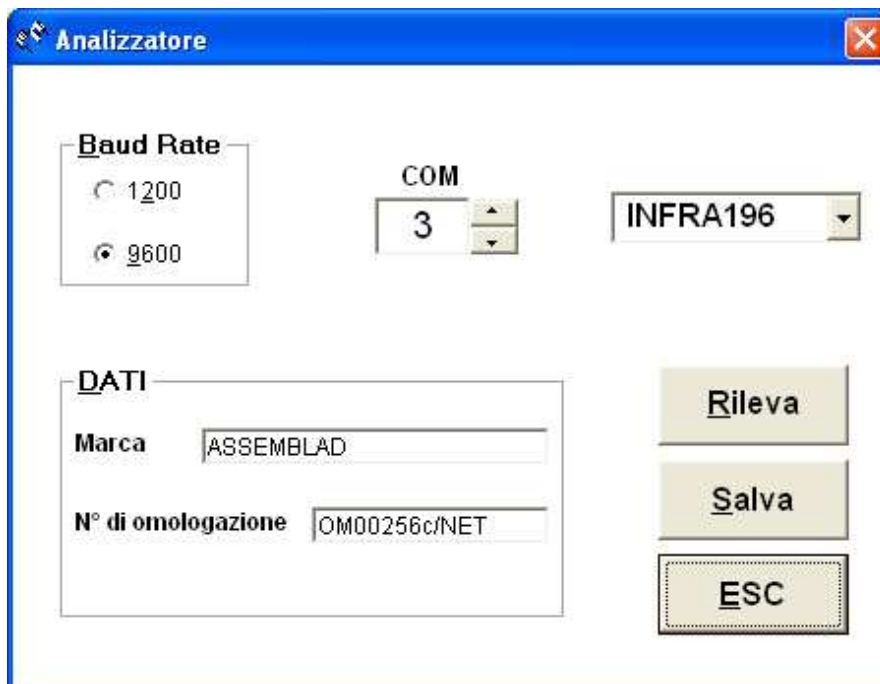 Analizzatore
Baud Rate
1200
9600
COM
3
INFRA196
DATI
Marca
ASSEMBLAD
N° di omologazione
OM00256c/NET
Rileva
Salva
ESC